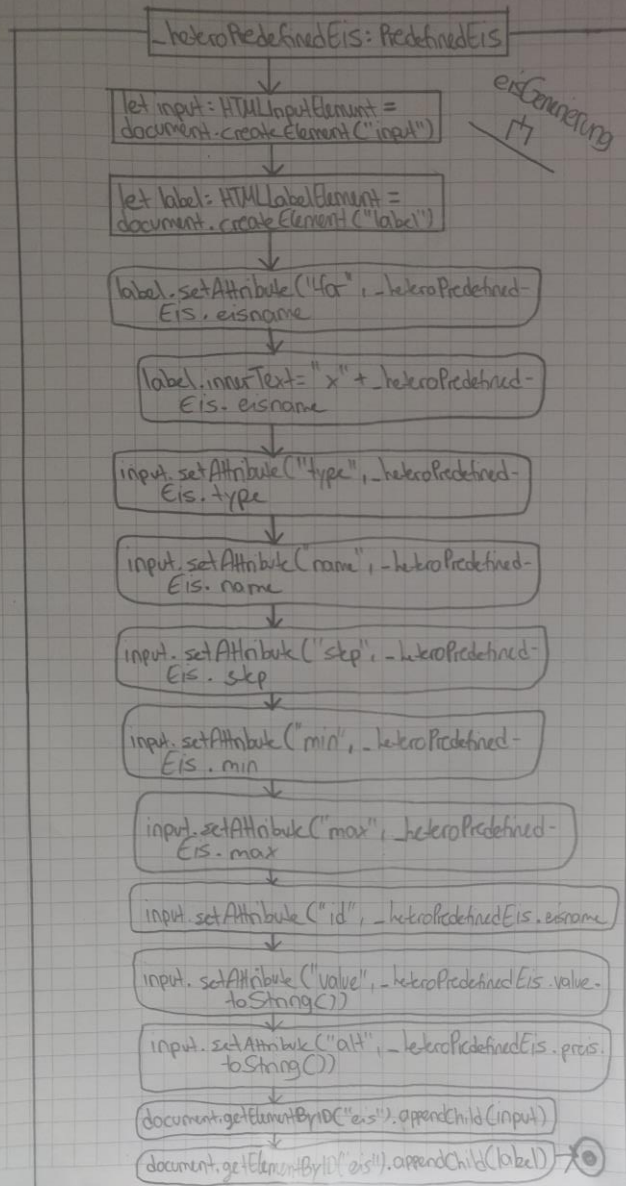 _heteroPredefinedEis: PredefinedEis
eisGenerierung
let input: HTMLInputElement =
document.createElement("input")
let label: HTMLLabelElement =
document.createElement("label")
label.setAttribute("for", _heteroPredefined-
Eis.eisname
label.innerText="x"+_heteroPredefined-
Eis.eisname
input.setAttribute("type", _heteroPredefined-
Eis.type
input.setAttribute("name", _heteroPredefined-
Eis.name
input.setAttribute("step", _heteroPredefined-
Eis.step
input.setAttribute("min", _heteroPredefined-
Eis.min
input.setAttribute("max", _heteroPredefined-
Eis.max
input.setAttribute("id", _heteroPredefinedEis.eisname
input.setAttribute("value", _heteroPredefinedEis.value.
toString())
input.setAttribute("alt", _heteroPredefinedEis.preis.
toString())
document.getElementByID("eis").appendChild(input)
document.getElementByID("eis").appendChild(label)